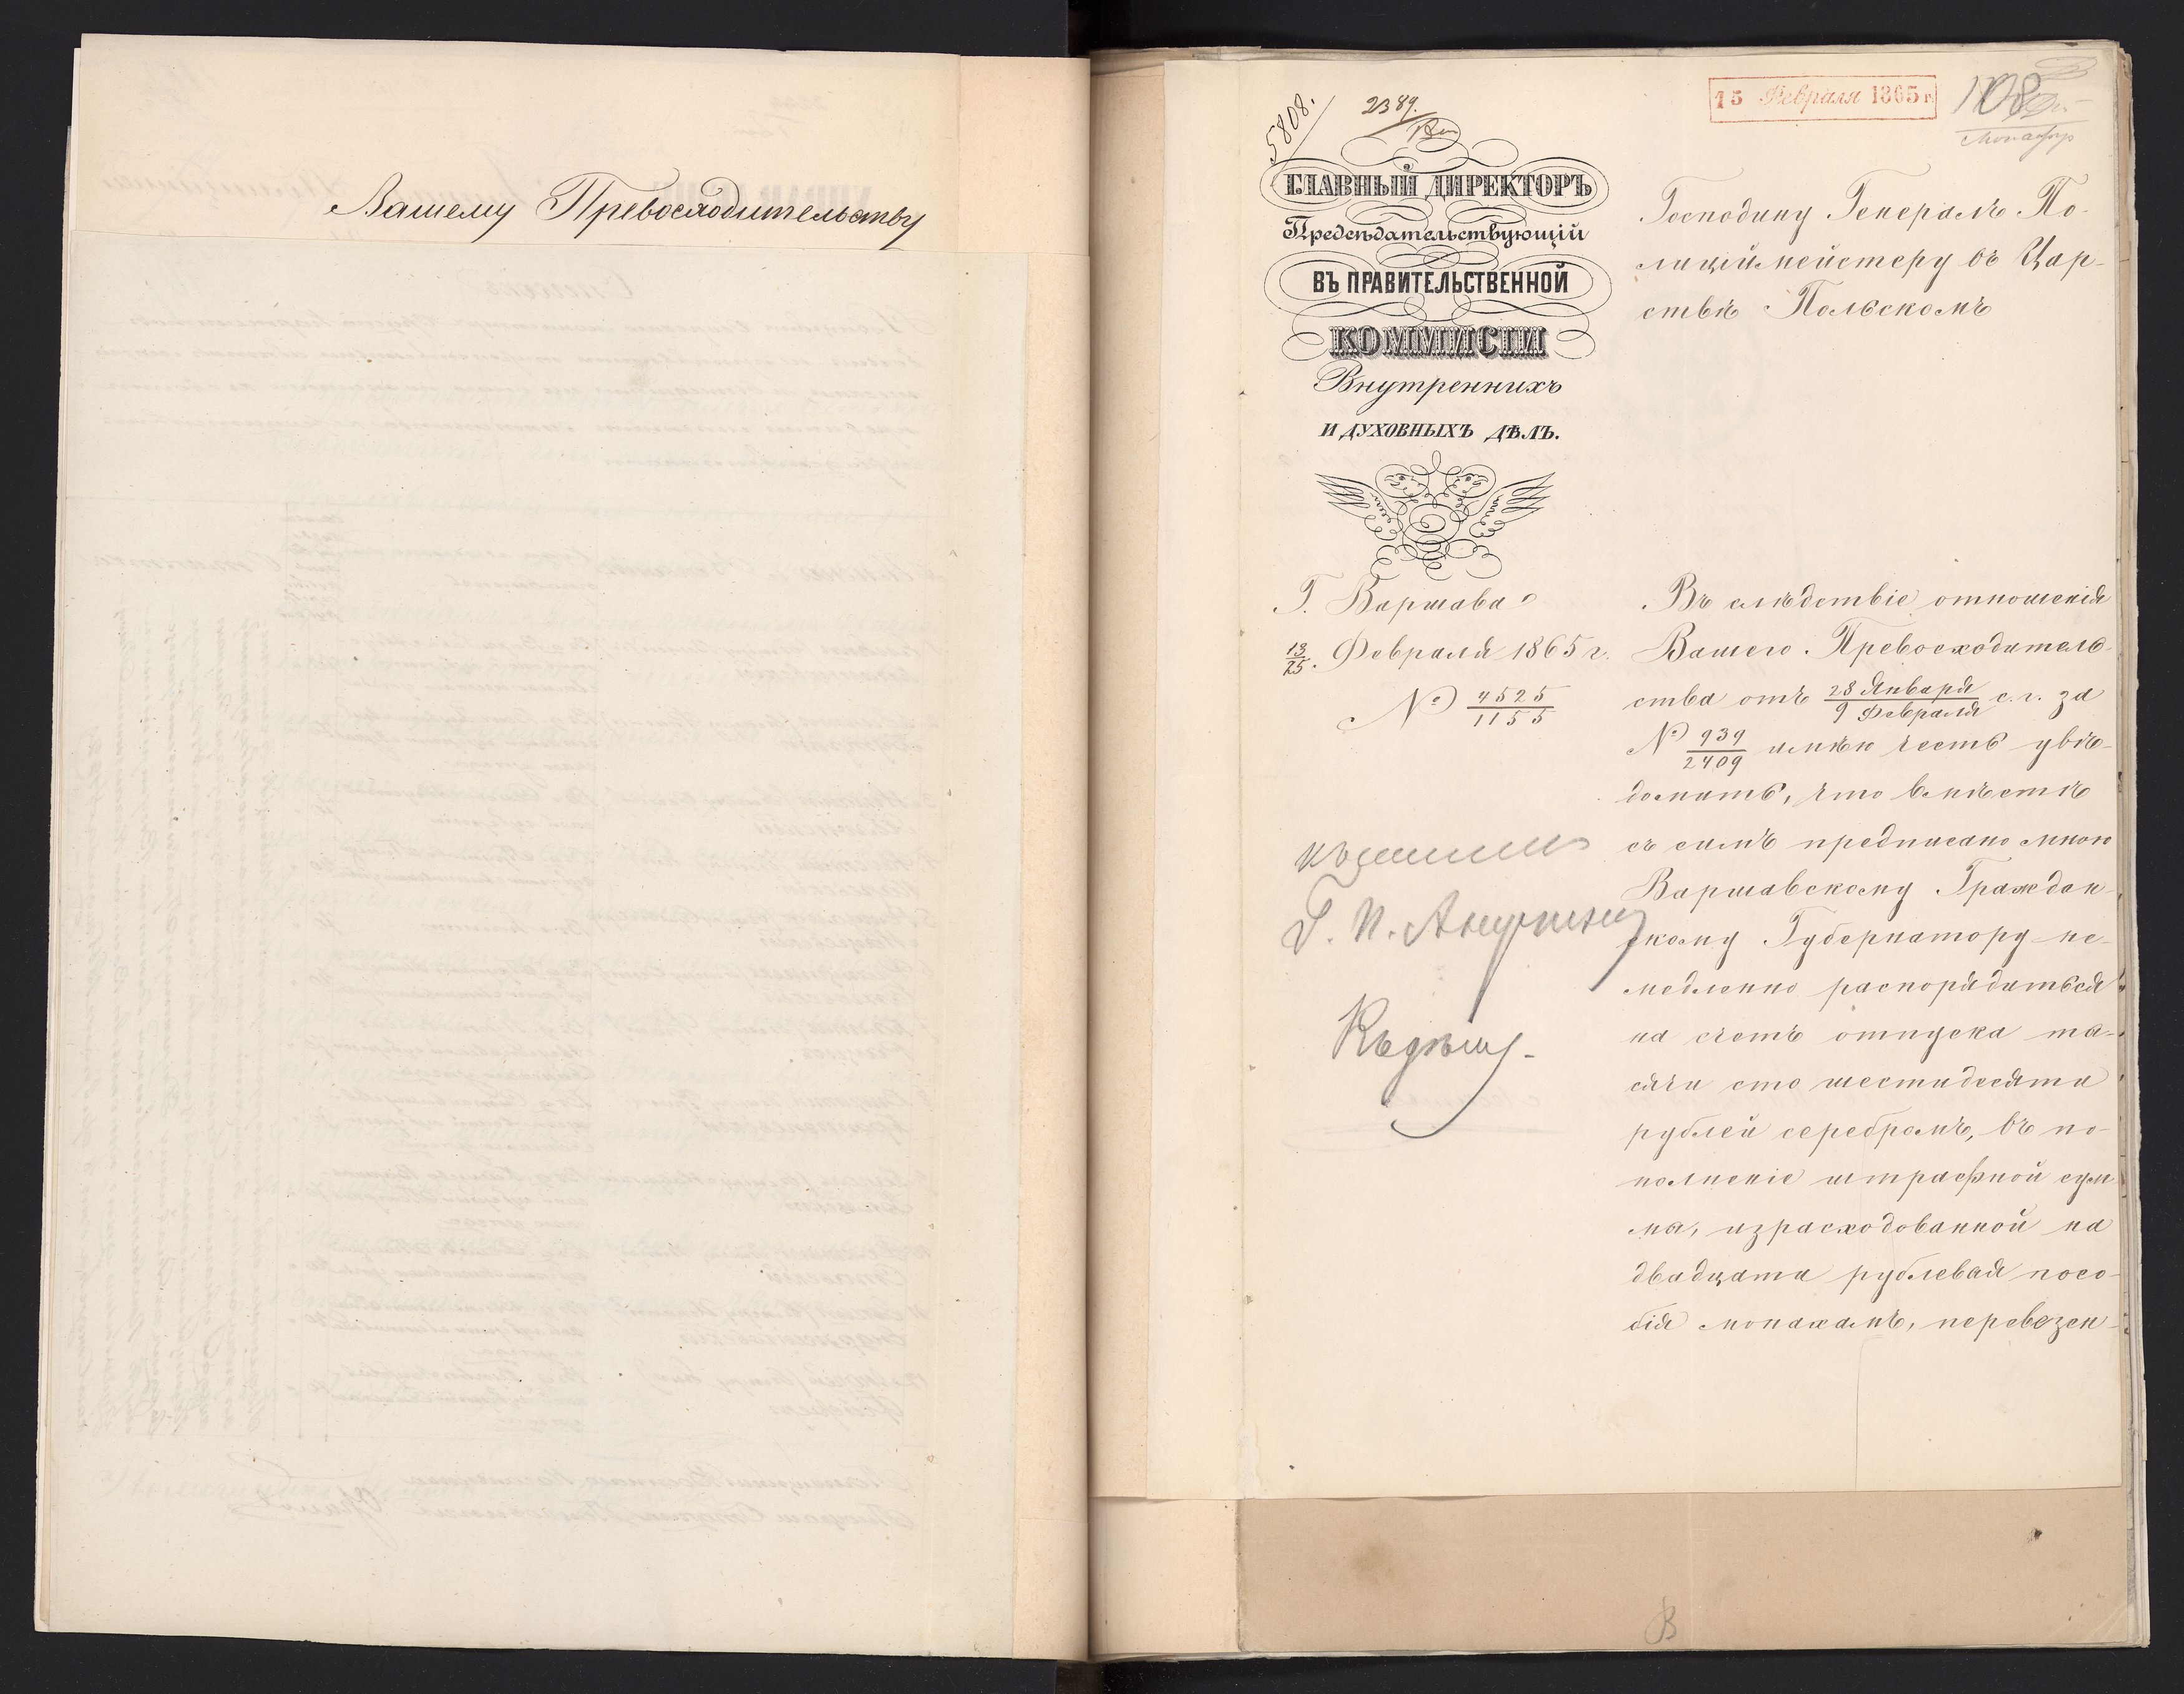 Вашему Превосходительству
5808.
2389.
15 Февраля 1865 г.
108
ГЛАВНЫЙ ДИРЕКТОРЪ
Предсѣдательствующій
ВЪ ПРАВИТЕЛЬСТВЕННОЙ
КОММИСІИ
Внутреннихъ
И ДУХОВНЫХЪ ДѢЛЪ.
Г. Варшава
13/25. Февраля 1865 г.
№ 4525/1155
Господину Генералъ По-
лиціймейстеру въ Цар-
ствѣ Польскомъ
Въ слѣдствіе отношенія
Вашего Превосходитель-
ства отъ 28 Января/9 Февраля с. г. за
№ 939/2409 имѣю честь увѣ-
домить, что вмѣстѣ
съ симъ предписано мною
Варшавскому Граждан-
скому Губернатору не-
медленно распорядиться
на счетъ отпуска ты-
сячи сто шестидесяти
рублей серебромъ, въ по-
полненіе штрафной сум-
мы, израсходованной на
двадцати рублевыя посо-
бія монахамъ, перевезен-